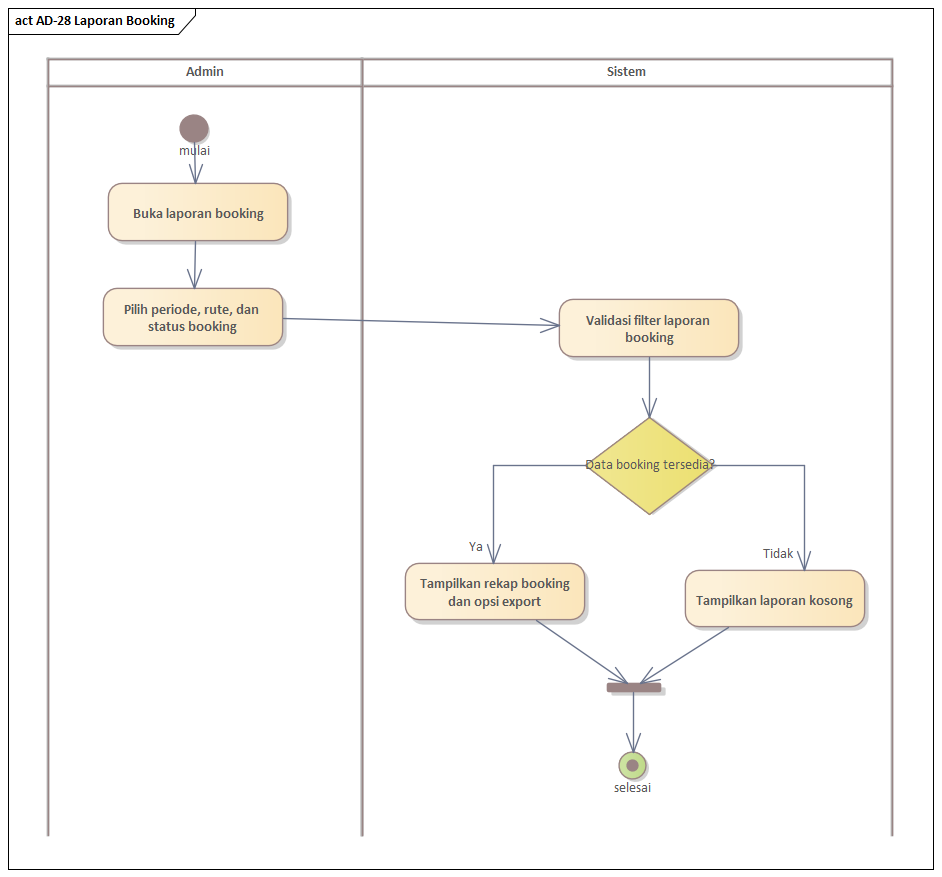 act AD-28 Laporan Booking
Admin
Sistem
mulai
Buka laporan booking
Pilih periode, rute, dan
status booking
Validasi filter laporan
booking
Data booking tersedia?
Ya
Tidak
Tampilkan rekap booking
dan opsi export
Tampilkan laporan kosong
selesai